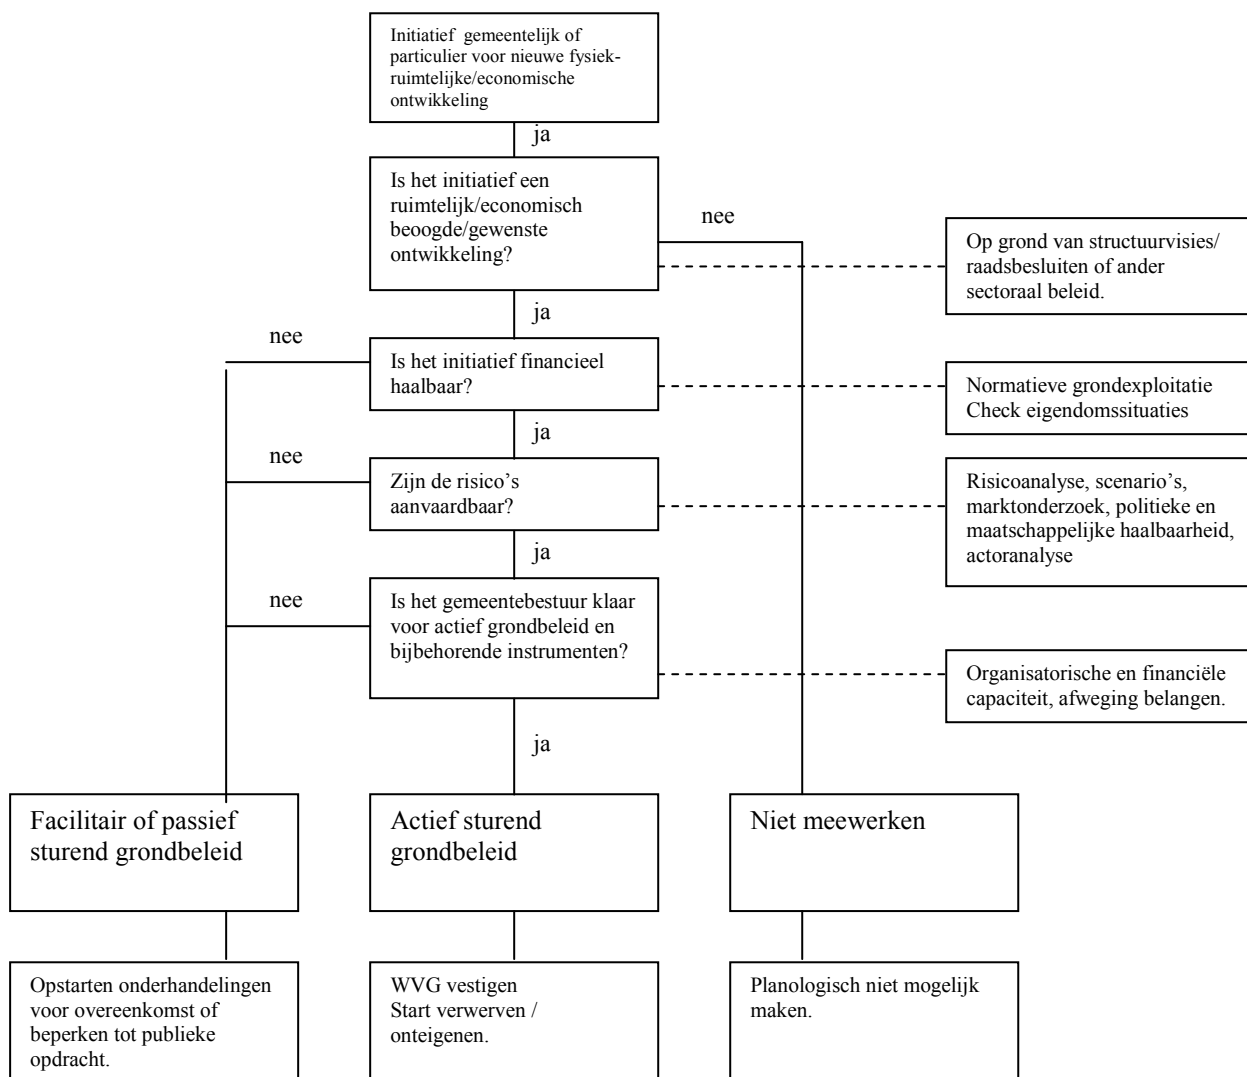 Initiatief gemeentelijk of
particulier voor nieuwe fysiek-
ruimtelijke/economische
ontwikkeling
ja
Is het initiatief een
ruimtelijk/economisch
beoogde/gewenste
ontwikkeling?
nee
Op grond van structuurvisies/
raadsbesluiten of ander
sectoraal beleid.
ja
nee
Is het initiatief financieel
haalbaar?
Normatieve grondexploitatie
Check eigendomssituaties
ja
nee
Zijn de risico’s
aanvaardbaar?
Risicoanalyse, scenario’s,
marktonderzoek, politieke en
maatschappelijke haalbaarheid,
actoranalyse
ja
nee
Is het gemeentebestuur klaar
voor actief grondbeleid en
bijbehorende instrumenten?
Organisatorische en financiële
capaciteit, afweging belangen.
ja
Facilitair of passief
sturend grondbeleid
Actief sturend
grondbeleid
Niet meewerken
Opstarten onderhandelingen
voor overeenkomst of
beperken tot publieke
opdracht.
WVG vestigen
Start verwerven /
onteigenen.
Planologisch niet mogelijk
maken.